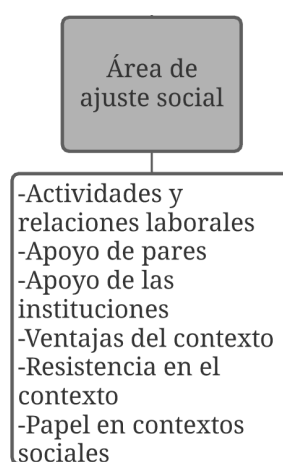 Área de
ajuste social
-Actividades y
relaciones laborales
-Apoyo de pares
-Apoyo de las
instituciones
-Ventajas del contexto
-Resistencia en el
contexto
-Papel en contextos
sociales